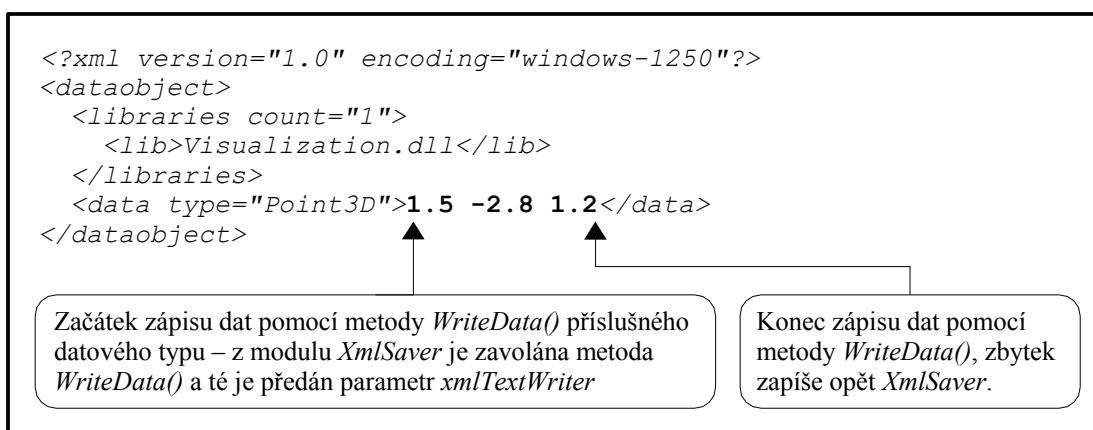 <?xml version="1.0" encoding="windows-1250"?>
<dataobject>
<libraries count="1">
<lib>Visualization.dll</lib>
</libraries>
<data type="Point3D">1.5 -2.8 1.2</data>
</dataobject>
Začátek zápisu dat pomocí metody WriteData() příslušného
datového typu – z modulu XmlSaver je zavolána metoda
WriteData() a té je předán parametr xmlTextWriter
Konec zápisu dat pomocí
metody WriteData(), zbytek
zapíše opět XmlSaver.